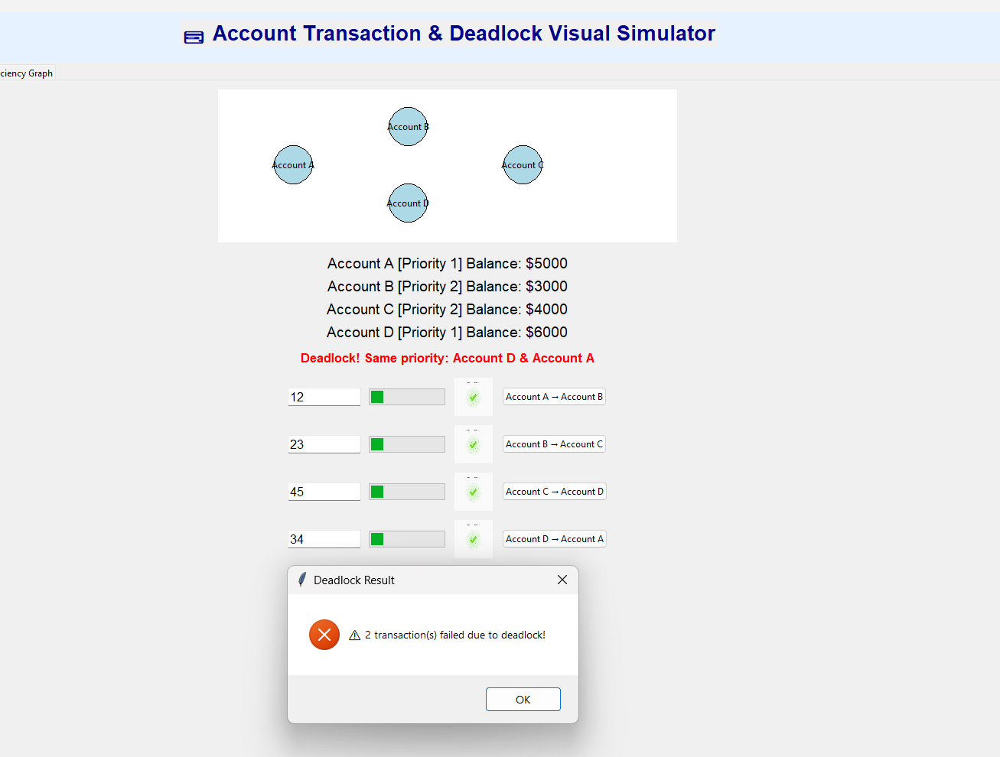 Account Transaction & Deadlock Visual Simulator
ciency Graph
Account B
Account A
Account C
Account D
Account A [Priority 1] Balance: $5000
Account B [Priority 2] Balance: $3000
Account C [Priority 2] Balance: $4000
Account D [Priority 1] Balance: $6000
Deadlock! Same priority: Account D & Account A
12
Account A → Account B
23
Account B → Account C
45
Account C → Account D
34
Account D → Account A
Deadlock Result
⚠ 2 transaction(s) failed due to deadlock!
OK